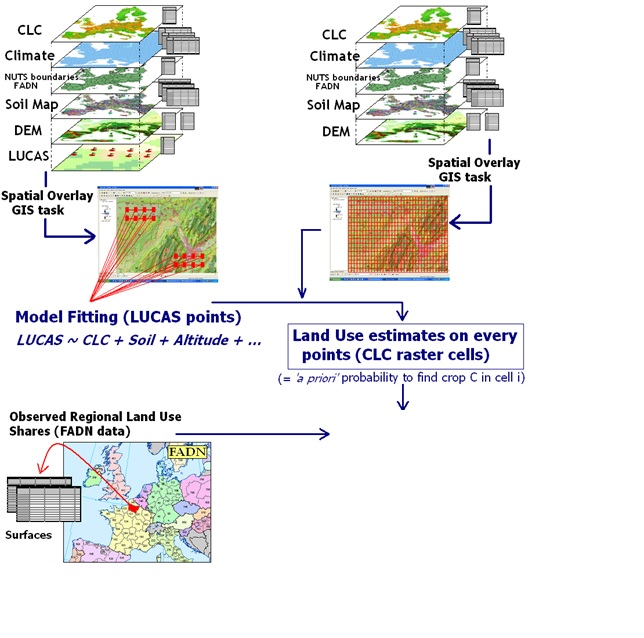 CLC
Climate
NUTS boundaries
FADN
Soil Map
DEM
LUCAS
Spatial Overlay
GIS task
CLC
Climate
NUTS boundaries
FADN
Soil Map
DEM
Spatial Overlay
GIS task
Model Fitting (LUCAS points)
LUCAS ~ CLC + Soil + Altitude + ...
Land Use estimates on every
points (CLC raster cells)
(= 'a priori' probability to find crop C in cell i)
Observed Regional Land Use
Shares (FADN data)
FADN
Surfaces